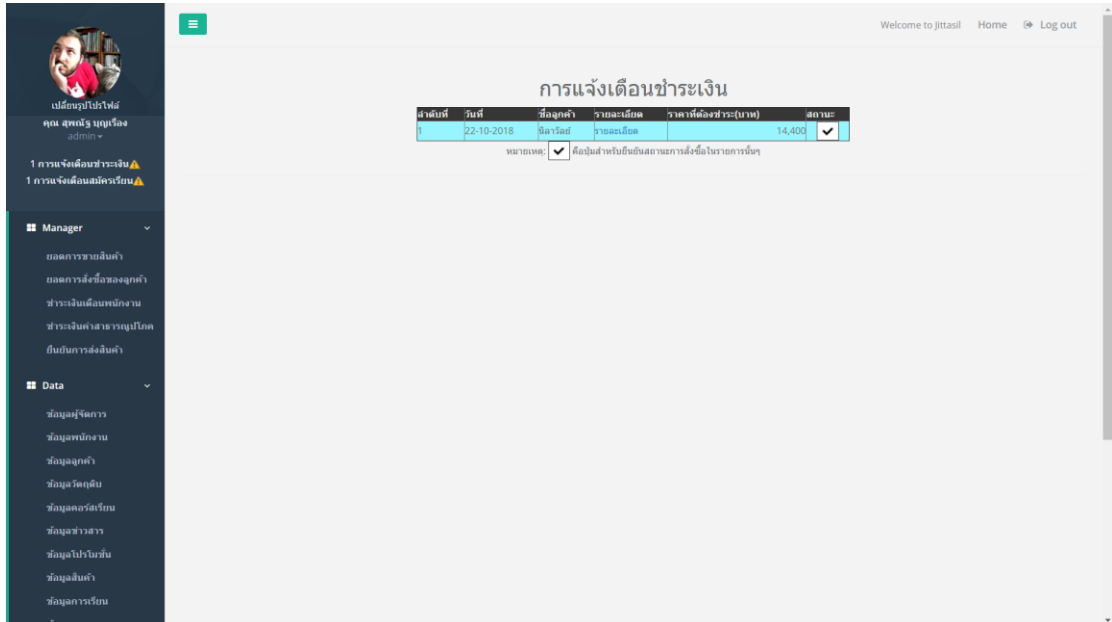 Welcome to Jittasil Home Log out
เปลี่ยนรูปโปรไฟล์
คุณ สุพณัฐ บุญเรือง
admin
1 การแจ้งเตือนชำระเงิน
1 การแจ้งเตือนสมัครเรียน
Manager
ยอดการขายสินค้า
ยอดการสั่งซื้อของลูกค้า
ชำระเงินเดือนพนักงาน
ชำระเงินค่าสาธารณูปโภค
ยืนยันการส่งสินค้า
Data
ข้อมูลผู้จัดการ
ข้อมูลพนักงาน
ข้อมูลลูกค้า
ข้อมูลวัตถุดิบ
ข้อมูลคอร์สเรียน
ข้อมูลข่าวสาร
ข้อมูลโปรโมชั่น
ข้อมูลสินค้า
ข้อมูลการเรียน
การแจ้งเตือนชำระเงิน
ลำดับที่ วันที่ ชื่อลูกค้า รายละเอียด ราคาที่ต้องชำระ(บาท) สถานะ
1 22-10-2018 นิลาวัลย์ รายละเอียด 14,400
หมายเหตุ: คือปุ่มสำหรับยืนยันสถานะการสั่งซื้อในรายการนั้นๆ